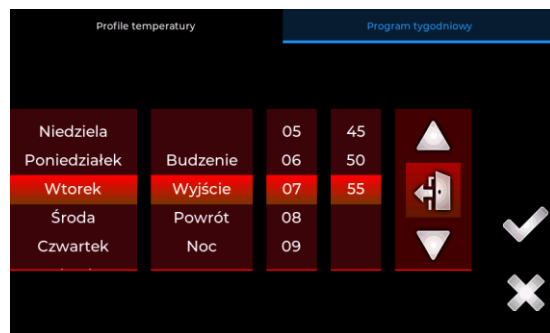 Profile temperatury Program tygodniowy
Niedziela 05 45
Poniedziałek Budzenie 06 50
Wtorek Wyjście 07 55
Środa Powrót 08
Czwartek Noc 09